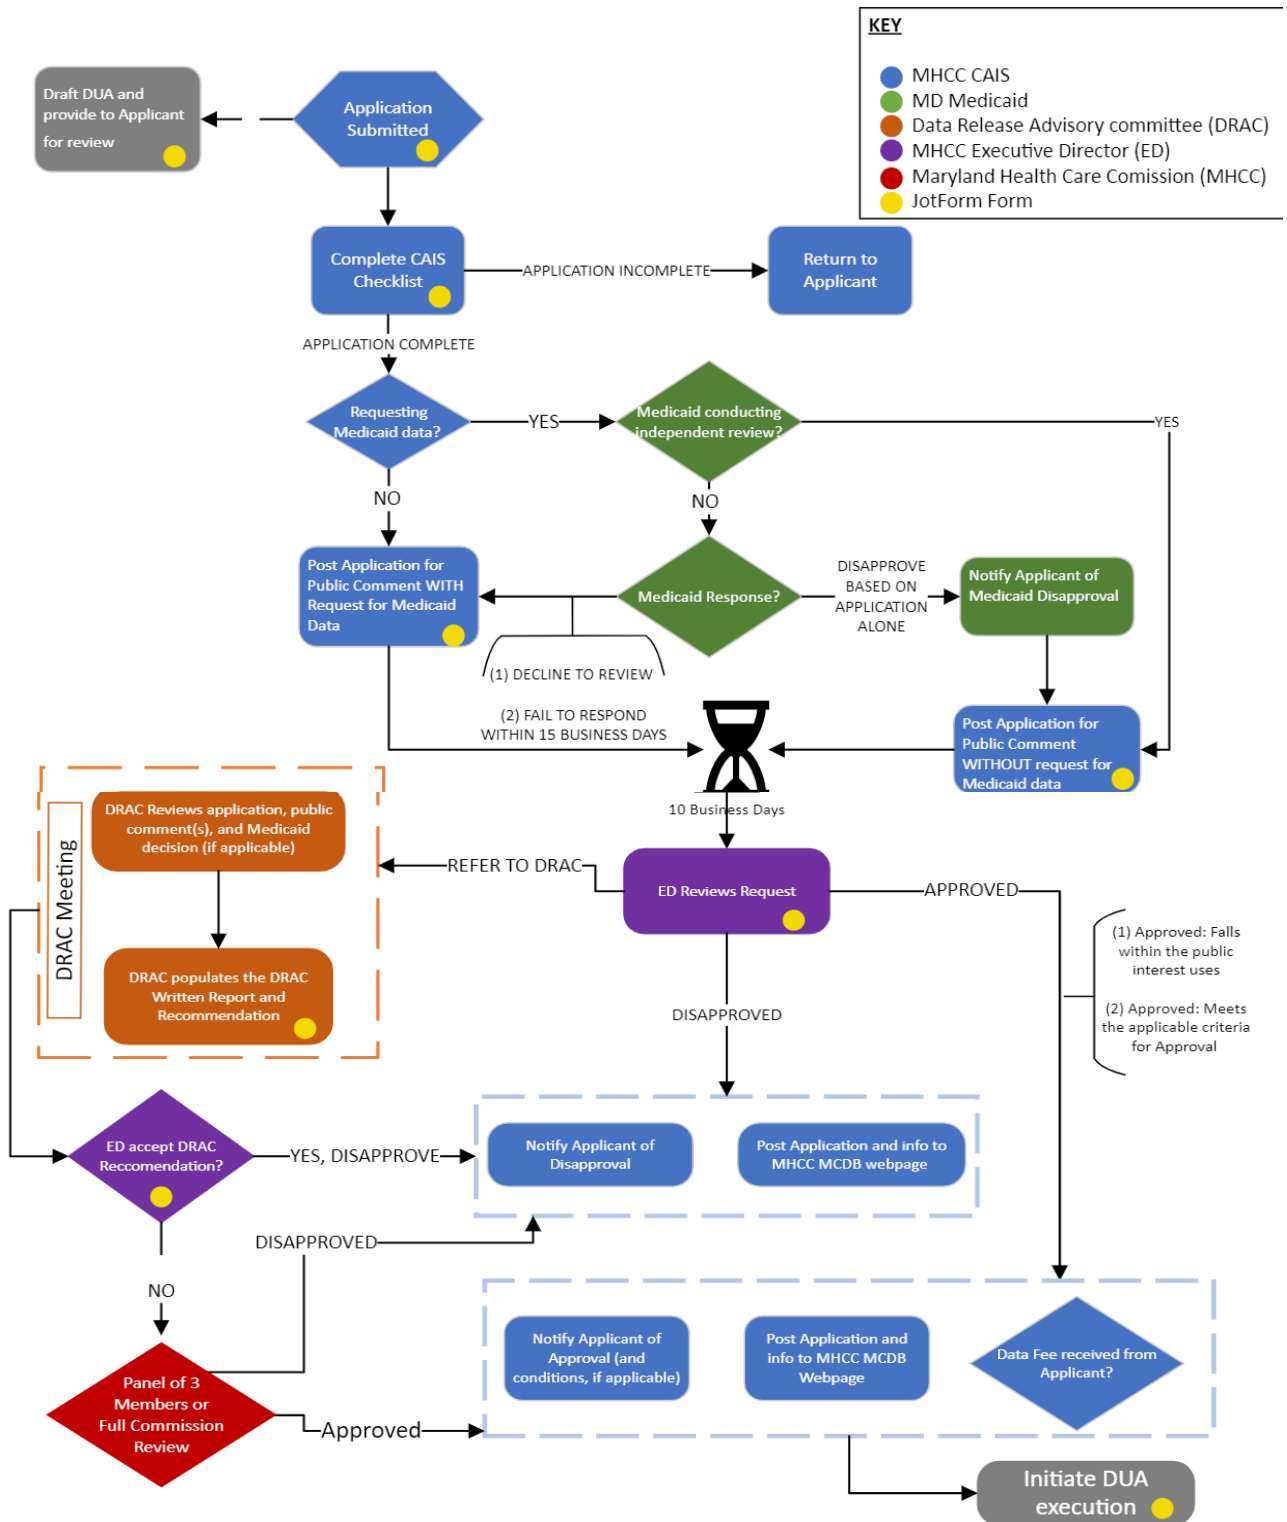 KEY
MHCC CAIS
MD Medicaid
Data Release Advisory committee (DRAC)
MHCC Executive Director (ED)
Maryland Health Care Comission (MHCC)
JotForm Form
Draft DUA and
provide to Applicant
for review
Application
Submitted
Complete CAIS
Checklist
APPLICATION INCOMPLETE
Return to
Applicant
APPLICATION COMPLETE
Requesting
Medicaid data?
YES
Medicaid conducting
independent review?
YES
NO
NO
Post Application for
Public Comment WITH
Request for Medicaid
Data
Medicaid Response?
DISAPPROVE
BASED ON
APPLICATION
ALONE
Notify Applicant of
Medicaid Disapproval
(1) DECLINE TO REVIEW
(2) FAIL TO RESPOND
WITHIN 15 BUSINESS DAYS
Post Application for
Public Comment
WITHOUT request for
Medicaid data
10 Business Days
DRAC Meeting
DRAC Reviews application, public
comment(s), and Medicaid
decision (if applicable)
REFER TO DRAC
ED Reviews Request
APPROVED
(1) Approved: Falls
within the public
interest uses
(2) Approved: Meets
the applicable criteria
for Approval
DRAC populates the DRAC
Written Report and
Recommendation
DISAPPROVED
ED accept DRAC
Reccomendation?
YES, DISAPPROVE
Notify Applicant of
Disapproval
Post Application and info to
MHCC MCDB webpage
DISAPPROVED
NO
Panel of 3
Members or
Full Commission
Review
Approved
Notify Applicant of
Approval (and
conditions, if applicable)
Post Application and
info to MHCC MCDB
Webpage
Data Fee received from
Applicant?
Initiate DUA
execution